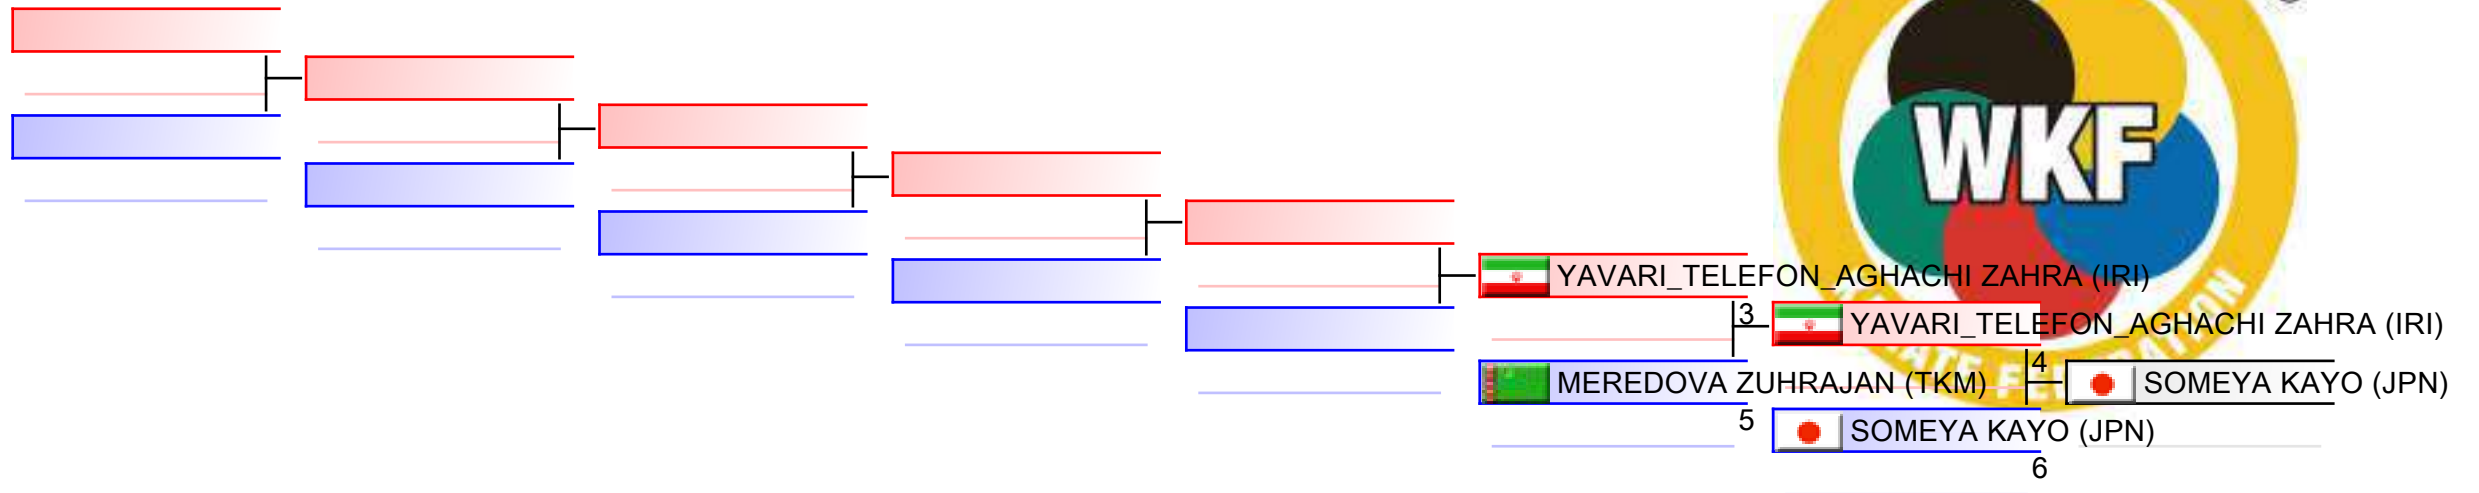 WKF
YAVARI_TELEFON_AGHACHI ZAHRA (IRI)
3
YAVARI_TELEFON_AGHACHI ZAHRA (IRI)
MEREDOVA ZUHRAJAN (TKM)
4
SOMEYA KAYO (JPN)
5
SOMEYA KAYO (JPN)
6